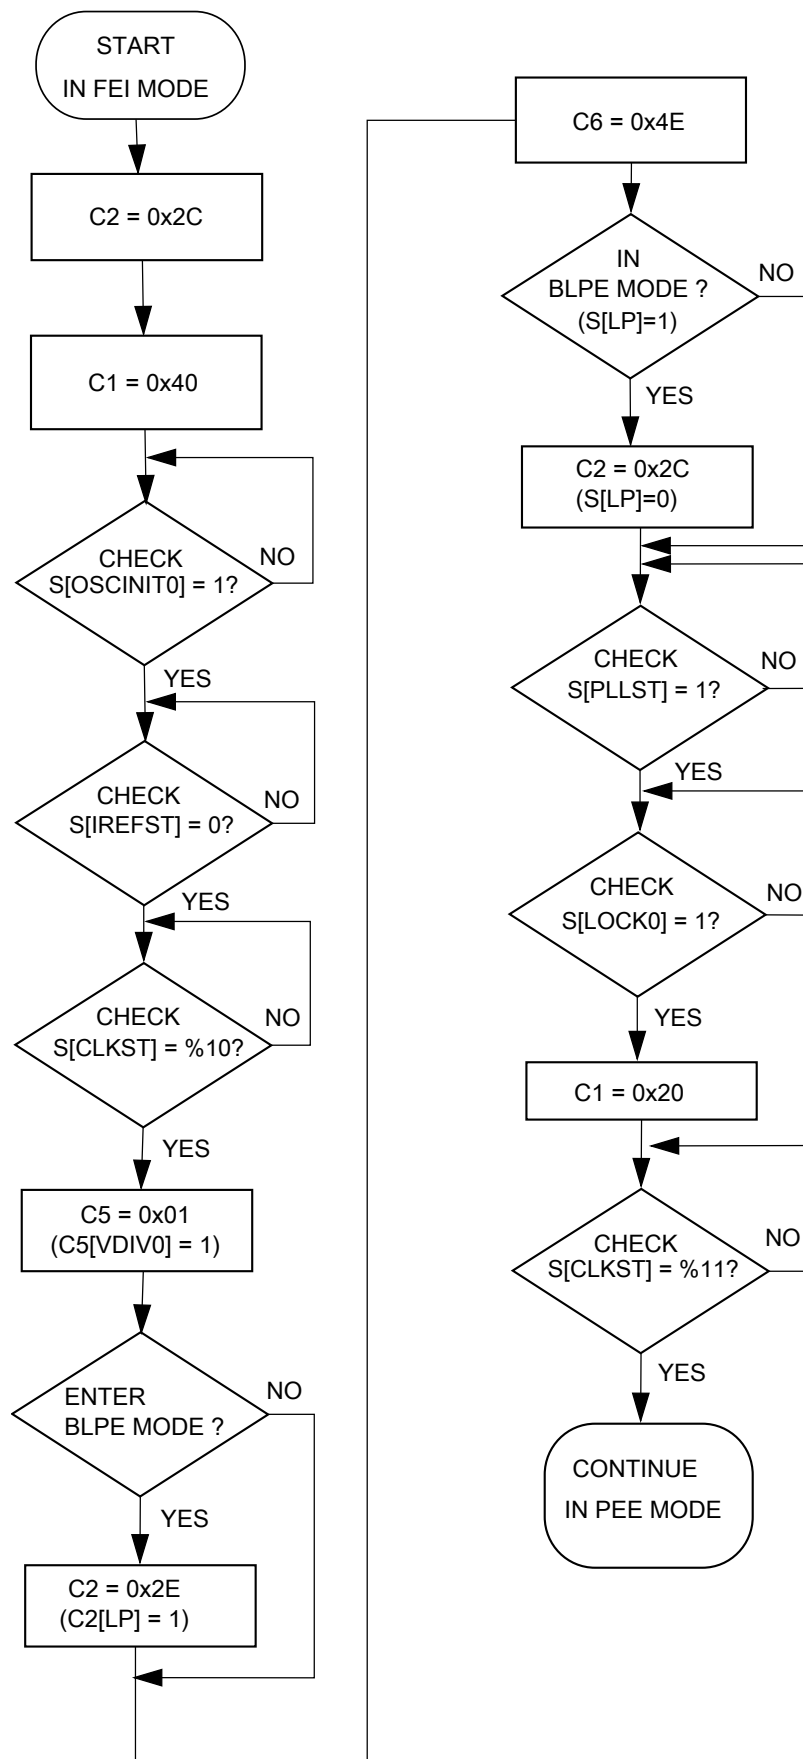 START
IN FEI MODE
C2 = 0x2C
C1 = 0x40
CHECK
S[OSCINIT0] = 1?
NO
YES
CHECK
S[IREFST] = 0?
NO
YES
CHECK
S[CLKST] = %10?
NO
YES
C5 = 0x01
(C5[VDIV0] = 1)
ENTER
BLPE MODE ?
NO
YES
C2 = 0x2E
(C2[LP] = 1)
C6 = 0x4E
IN
BLPE MODE ?
(S[LP]=1)
NO
YES
C2 = 0x2C
(S[LP]=0)
CHECK
S[PLLST] = 1?
NO
YES
CHECK
S[LOCK0] = 1?
NO
YES
C1 = 0x20
CHECK
S[CLKST] = %11?
NO
YES
CONTINUE
IN PEE MODE